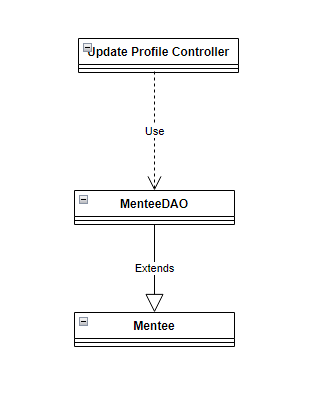 Update Profile Controller
Use
MenteeDAO
Extends
Mentee